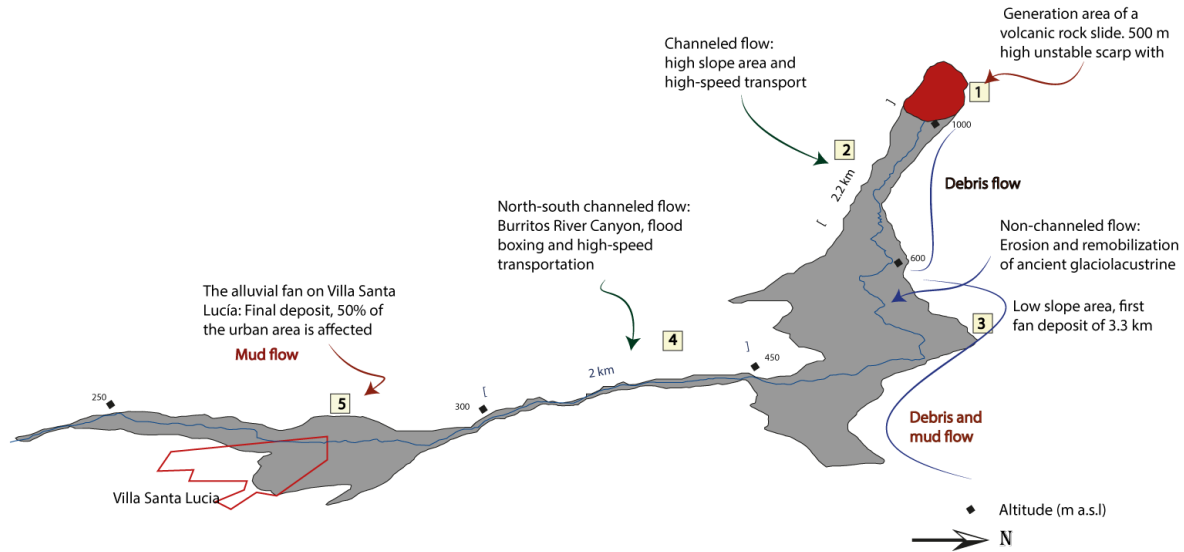 Generation area of a
volcanic rock slide. 500 m
high unstable scarp with
1
1000
Channeled flow:
high slope area and
high-speed transport
2
[
]
2.2 km
Debris flow
North-south channeled flow:
Burritos River Canyon, flood
boxing and high-speed
transportation
Non-channeled flow:
Erosion and remobilization
of ancient glaciolacustrine
600
Low slope area, first
fan deposit of 3.3 km
3
The alluvial fan on Villa Santa
Lucía: Final deposit, 50% of
the urban area is affected
Mud flow
4
]
450
2 km
[
300
5
250
Debris and
mud flow
Villa Santa Lucia
Altitude (m a.s.l)
N